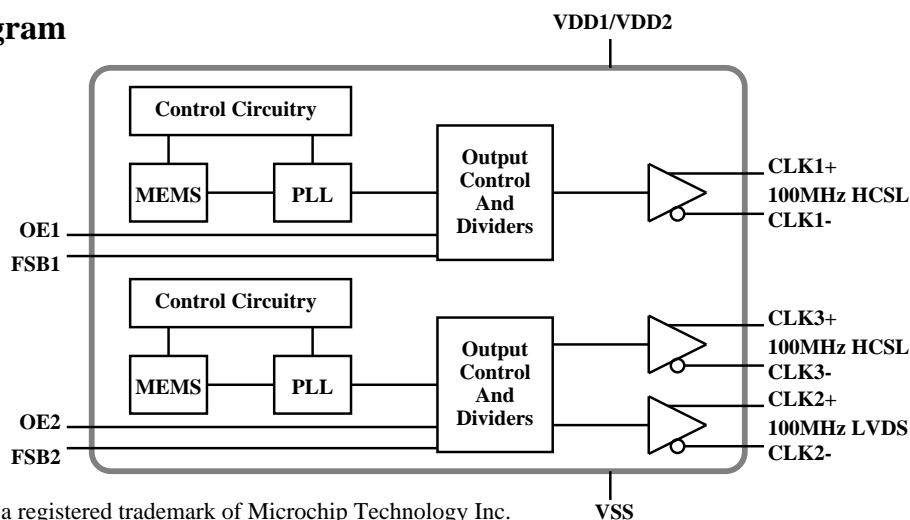 gram
VDD1/VDD2
Control Circuitry
MEMS
PLL
Output
Control
And
Dividers
CLK1+
100MHz HCSL
CLK1-
OE1
FSB1
Control Circuitry
MEMS
PLL
Output
Control
And
Dividers
CLK3+
100MHz HCSL
CLK3-
CLK2+
100MHz LVDS
CLK2-
OE2
FSB2
a registered trademark of Microchip Technology Inc.
VSS